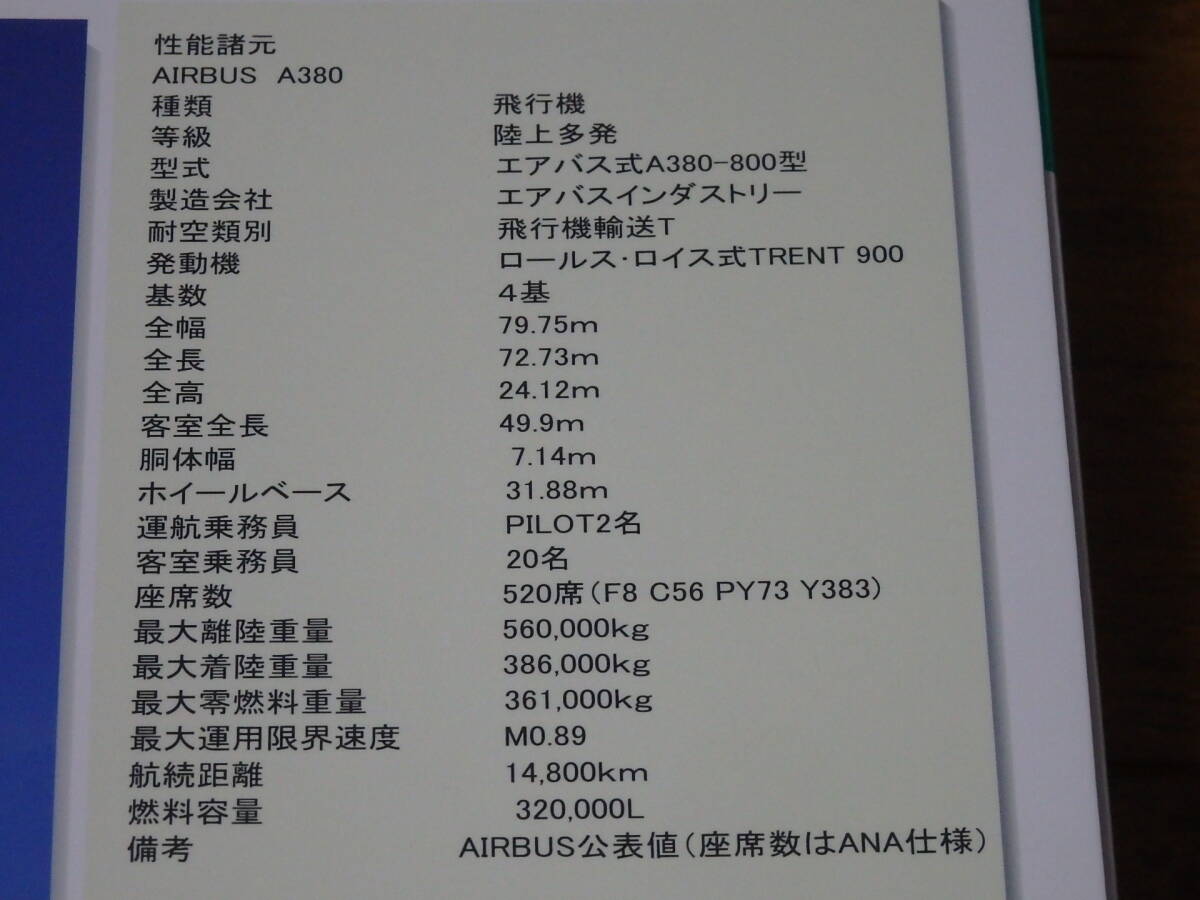 性能諸元
AIRBUS A380
種類 飛行機
等級 陸上多発
型式 エアバス式A380-800型
製造会社 エアバスインダストリー
耐空類別 飛行機輸送T
発動機 ロールス・ロイス式TRENT 900
基数 4基
全幅 79.75m
全長 72.73m
全高 24.12m
客室全長 49.9m
胴体幅 7.14m
ホイールベース 31.88m
運航乗務員 PILOT2名
客室乗務員 20名
座席数 520席(F8 C56 PY73 Y383)
最大離陸重量 560,000kg
最大着陸重量 386,000kg
最大零燃料重量 361,000kg
最大運用限界速度 M0.89
航続距離 14,800km
燃料容量 320,000L
備考 AIRBUS公表値(座席数はANA仕様)